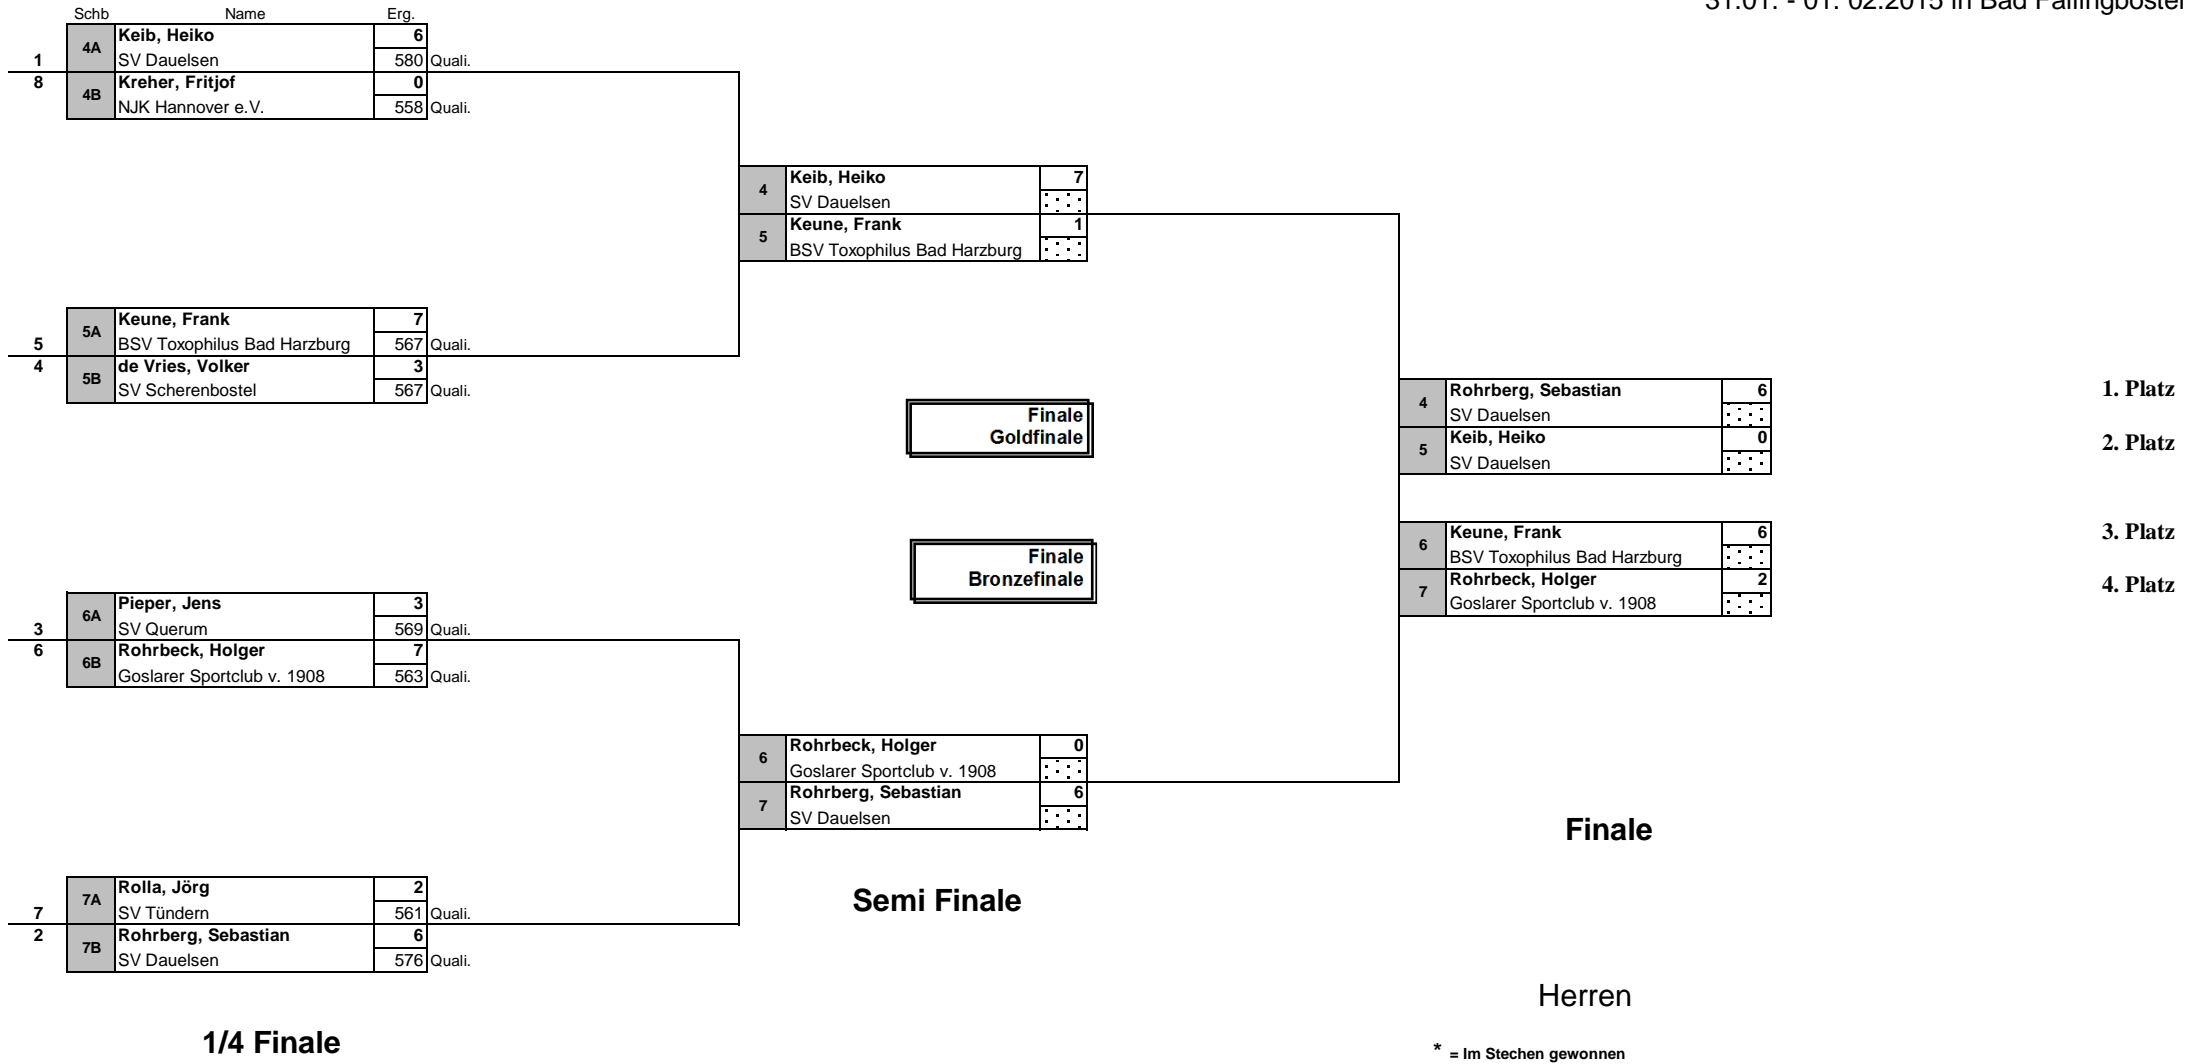 31.01. - 01. 02.2015 in Bad Fallingbostel
Schb Name Erg.
4A Keib, Heiko 6
1 SV Dauelsen 580 Quali.
8 4B Kreher, Fritjof 0
NJK Hannover e.V. 558 Quali.
4 Keib, Heiko 7
SV Dauelsen
5 Keune, Frank 1
BSV Toxophilus Bad Harzburg
5A Keune, Frank 7
5 BSV Toxophilus Bad Harzburg 567 Quali.
4 5B de Vries, Volker 3
SV Scherenbostel 567 Quali.
4 Rohrberg, Sebastian 6 1. Platz
SV Dauelsen
Finale
Goldfinale
5 Keib, Heiko 0 2. Platz
SV Dauelsen
6 Keune, Frank 6 3. Platz
BSV Toxophilus Bad Harzburg
Finale
Bronzefinale
7 Rohrbeck, Holger 2 4. Platz
Goslarer Sportclub v. 1908
6A Pieper, Jens 3
3 SV Querum 569 Quali.
6 6B Rohrbeck, Holger 7
Goslarer Sportclub v. 1908 563 Quali.
6 Rohrbeck, Holger 0
Goslarer Sportclub v. 1908
7 Rohrberg, Sebastian 6
SV Dauelsen
Finale
7A Rolla, Jörg 2
7 SV Tündern 561 Quali.
2 7B Rohrberg, Sebastian 6
SV Dauelsen 576 Quali.
Semi Finale
Herren
1/4 Finale
* = Im Stechen gewonnen